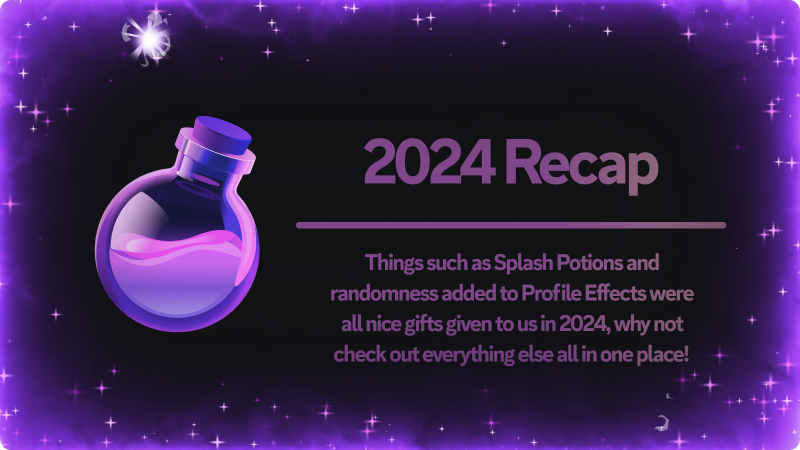 2024 Recap
Things such as Splash Potions and
randomness added to Profile Effects were
all nice gifts given to us in 2024, why not
check out everything else all in one place!